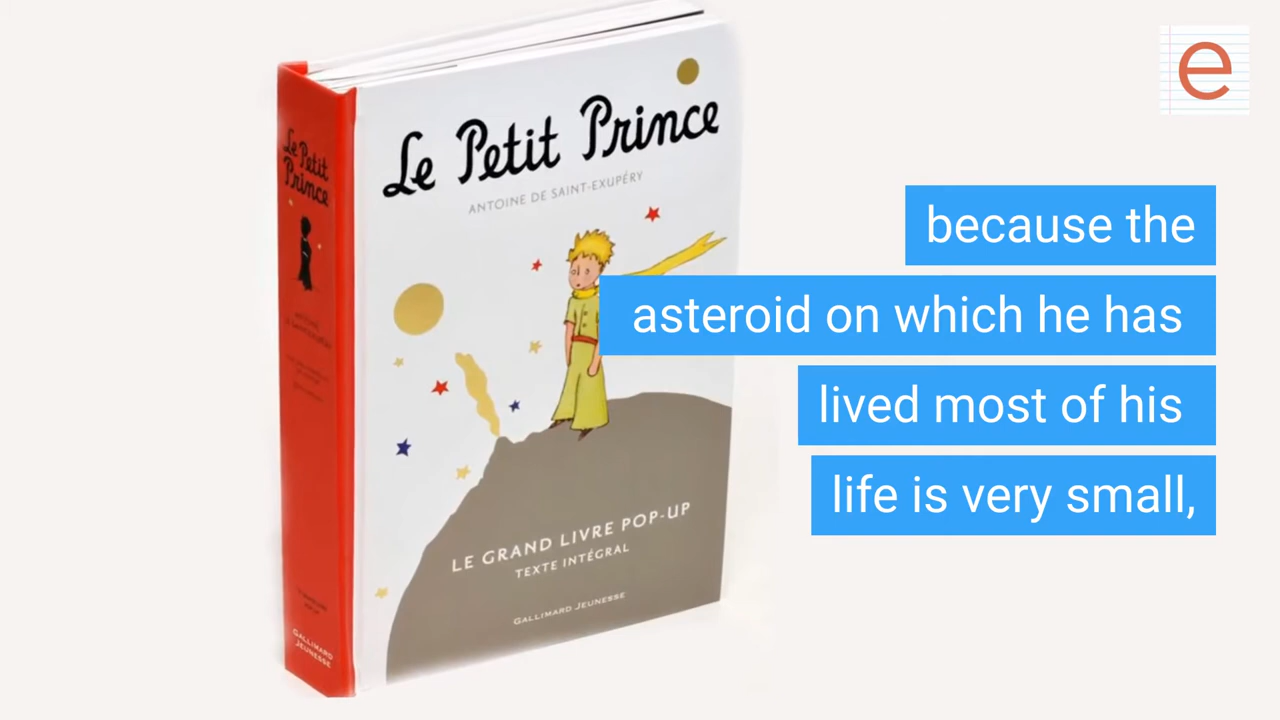 Le Petit Prince
ANTOINE DE SAINT-EXUPÉRY
LE GRAND LIVRE POP-UP
TEXTE INTÉGRAL
GALLIMARD JEUNESSE
Le Petit
Prince
GALLIMARD
JEUNESSE
e
because the
asteroid on which he has
lived most of his
life is very small,